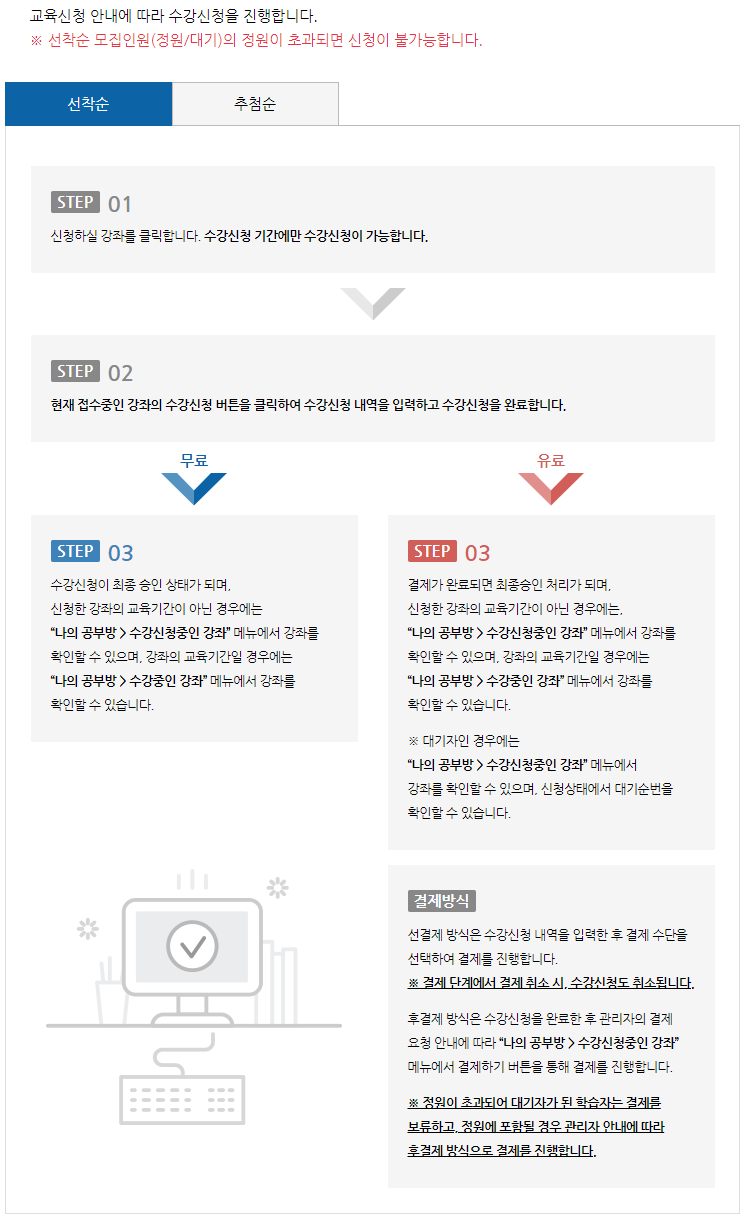 교육신청 안내에 따라 수강신청을 진행합니다.
※ 선착순 모집인원(정원/대기)의 정원이 초과되면 신청이 불가능합니다.
선착순
추첨순
STEP 01
신청하실 강좌를 클릭합니다. 수강신청 기간에만 수강신청이 가능합니다.
STEP 02
현재 접수중인 강좌의 수강신청 버튼을 클릭하여 수강신청 내역을 입력하고 수강신청을 완료합니다.
무료
STEP 03
수강신청이 최종 승인 상태가 되며,
신청한 강좌의 교육기간이 아닌 경우에는
“나의 공부방 > 수강신청중인 강좌” 메뉴에서 강좌를
확인할 수 있으며, 강좌의 교육기간일 경우에는
“나의 공부방 > 수강중인 강좌” 메뉴에서 강좌를
확인할 수 있습니다.
유료
STEP 03
결제가 완료되면 최종승인 처리가 되며,
신청한 강좌의 교육기간이 아닌 경우에는,
“나의 공부방 > 수강신청중인 강좌” 메뉴에서 강좌를
확인할 수 있으며, 강좌의 교육기간일 경우에는
“나의 공부방 > 수강중인 강좌” 메뉴에서 강좌를
확인할 수 있습니다.
※ 대기자인 경우에는
“나의 공부방 > 수강신청중인 강좌” 메뉴에서
강좌를 확인할 수 있으며, 신청상태에서 대기순번을
확인할 수 있습니다.
결제방식
선결제 방식은 수강신청 내역을 입력한 후 결제 수단을
선택하여 결제를 진행합니다.
※ 결제 단계에서 결제 취소 시, 수강신청도 취소됩니다.
후결제 방식은 수강신청을 완료한 후 관리자의 결제
요청 안내에 따라 “나의 공부방 > 수강신청중인 강좌”
메뉴에서 결제하기 버튼을 통해 결제를 진행합니다.
※ 정원이 초과되어 대기자가 된 학습자는 결제를
보류하고, 정원에 포함될 경우 관리자 안내에 따라
후결제 방식으로 결제를 진행합니다.